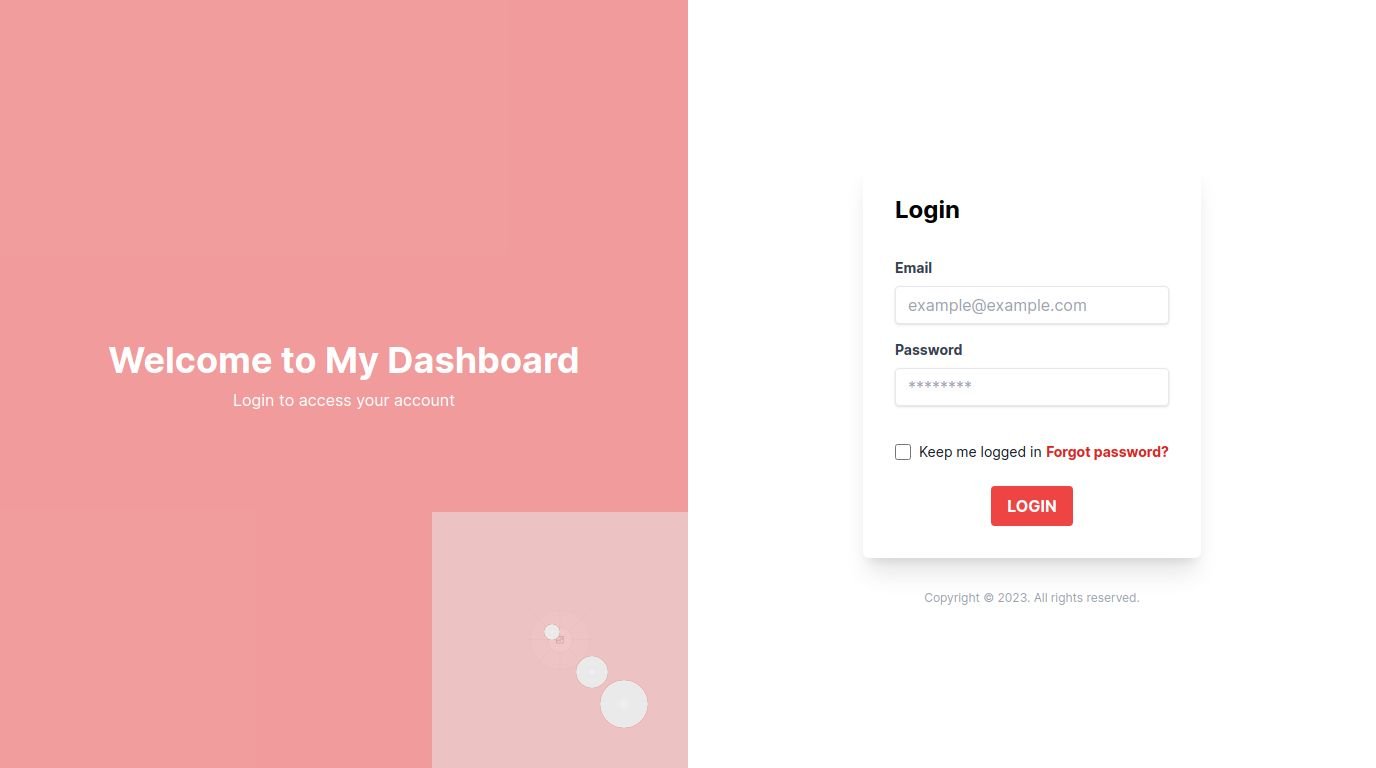 Welcome to My Dashboard
Login to access your account
Login
Email
example@example.com
Password
********
Keep me logged in Forgot password?
LOGIN
Copyright © 2023. All rights reserved.